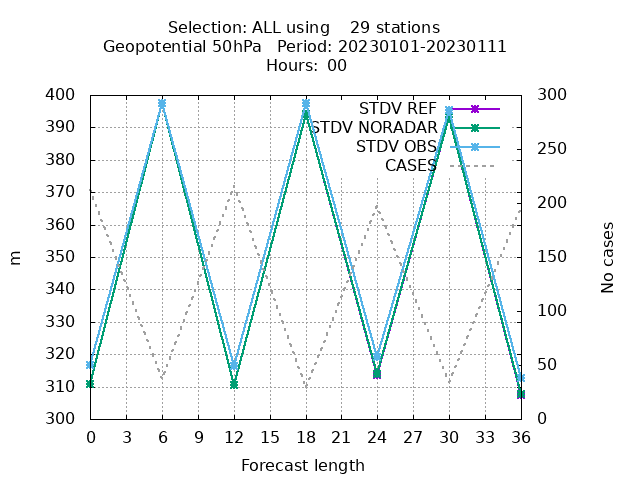 Selection: ALL using    29 stations
Geopotential 50hPa   Period: 20230101-20230111
Hours:  00
400
390
380
370
360
350
340
330
320
310
300
m
300
250
200
150
100
50
0
No cases
STDV REF
STDV NORADAR
STDV OBS
CASES
0 3 6 9 12 15 18 21 24 27 30 33 36
Forecast length